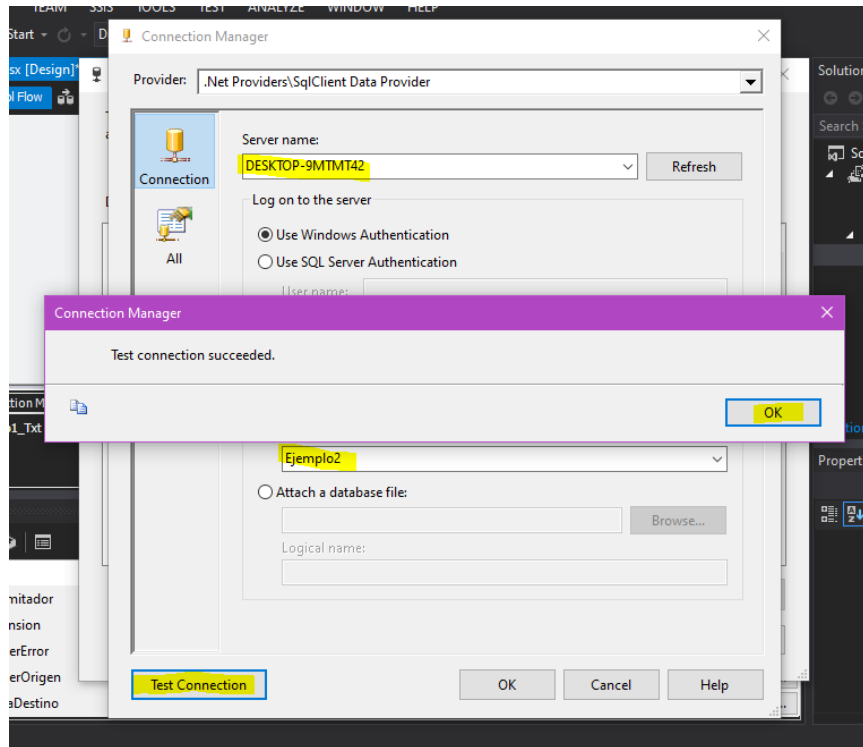 TEAM SSIS TOOLS TEST ANALYZE WINDOW HELP
Start
Connection Manager
sx [Design]*
Provider: .Net Providers\SqlClient Data Provider
Solution
l Flow
Search
Server name:
DESKTOP-9MTMT42
Refresh
Connection
Log on to the server
Use Windows Authentication
All
Use SQL Server Authentication
User name:
Connection Manager
Test connection succeeded.
tion M
OK
o1_Txt
Ejemplo2
Propert
Attach a database file:
Browse...
Logical name:
mitador
nsion
erError
erOrigen
Test Connection
OK
Cancel
Help
aDestino